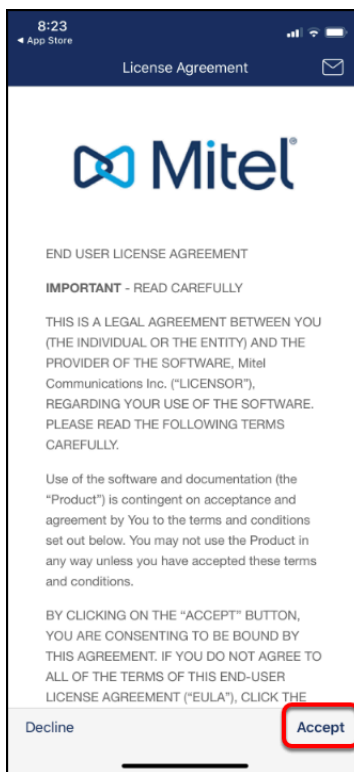 8:23
◀ App Store
License Agreement
Mitel®
END USER LICENSE AGREEMENT
IMPORTANT - READ CAREFULLY
THIS IS A LEGAL AGREEMENT BETWEEN YOU
(THE INDIVIDUAL OR THE ENTITY) AND THE
PROVIDER OF THE SOFTWARE, Mitel
Communications Inc. (“LICENSOR”),
REGARDING YOUR USE OF THE SOFTWARE.
PLEASE READ THE FOLLOWING TERMS
CAREFULLY.
Use of the software and documentation (the
“Product”) is contingent on acceptance and
agreement by You to the terms and conditions
set out below. You may not use the Product in
any way unless you have accepted these terms
and conditions.
BY CLICKING ON THE “ACCEPT” BUTTON,
YOU ARE CONSENTING TO BE BOUND BY
THIS AGREEMENT. IF YOU DO NOT AGREE TO
ALL OF THE TERMS OF THIS END-USER
LICENSE AGREEMENT (“EULA”), CLICK THE
Decline
Accept